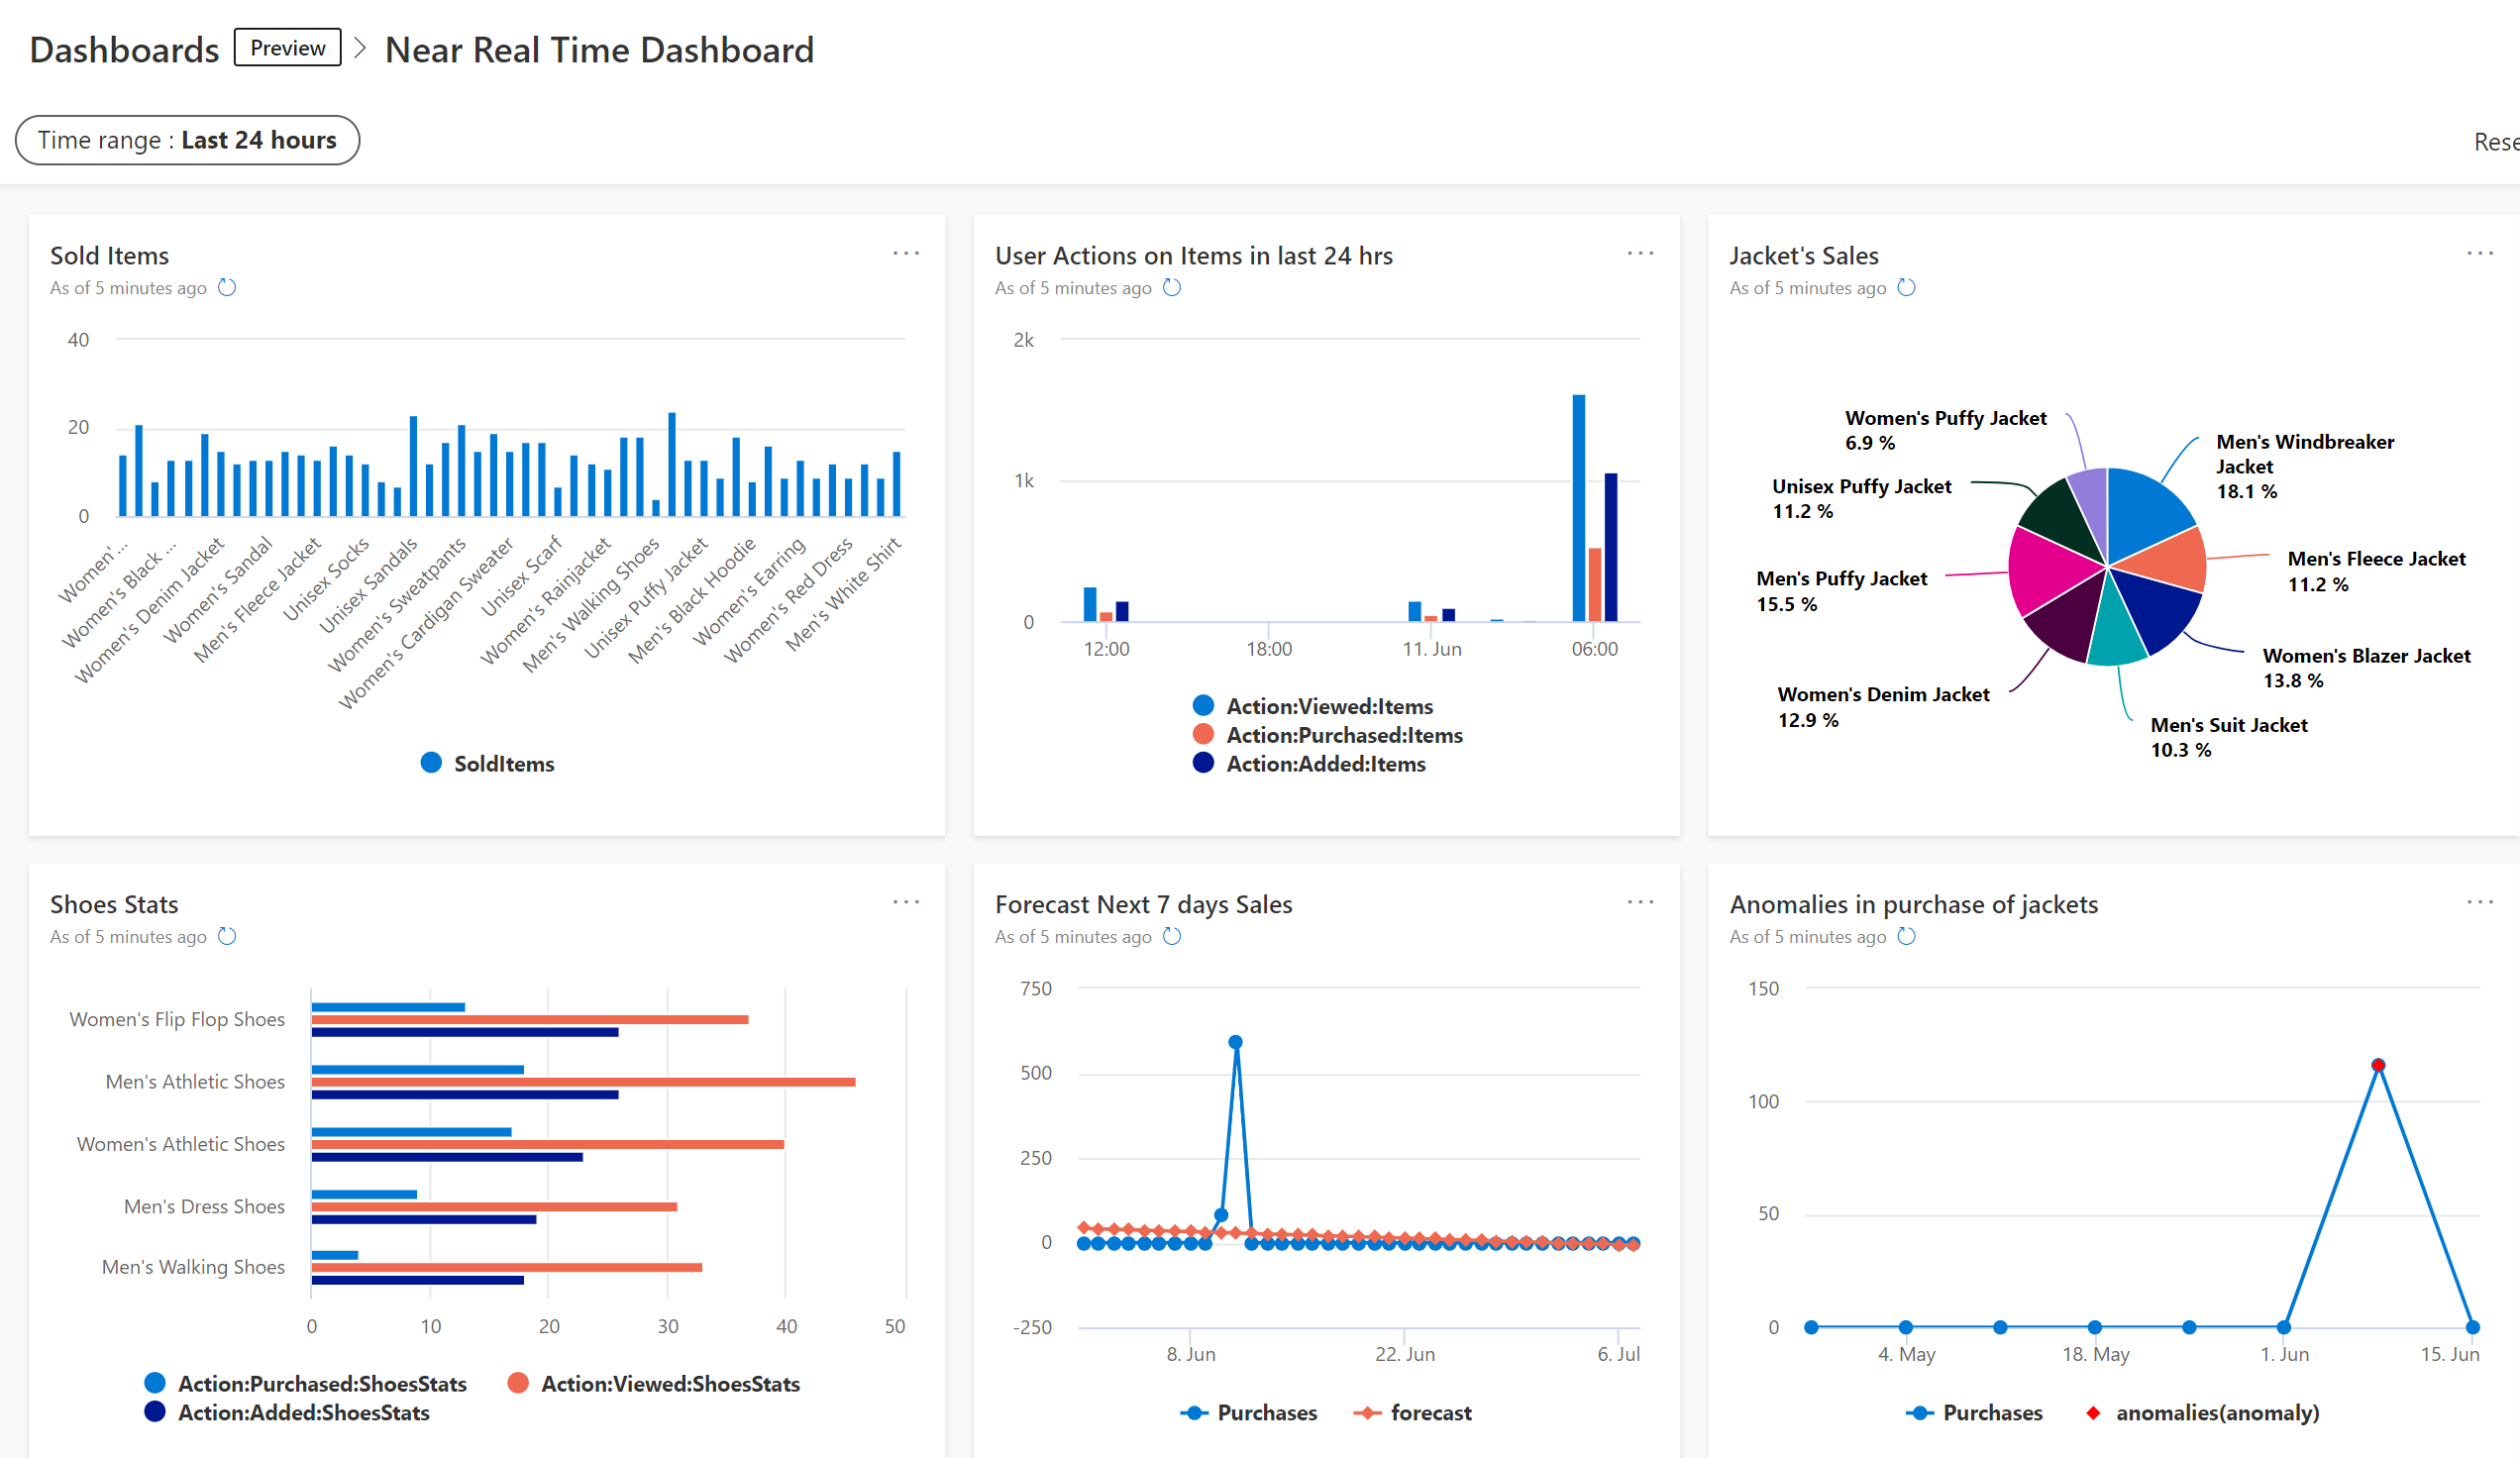 Dashboards Preview > Near Real Time Dashboard
Time range : Last 24 hours
Rese
Sold Items
As of 5 minutes ago
40
20
0
Women' ...
Women's Black ...
Women's Denim Jacket
Women's Sandal
Men's Fleece Jacket
Unisex Socks
Unisex Sandals
Women's Sweatpants
Women's Cardigan Sweater
Unisex Scarf
Women's Rainjacket
Men's Walking Shoes
Unisex Puffy Jacket
Men's Black Hoodie
Women's Earring
Women's Red Dress
Men's White Shirt
SoldItems
User Actions on Items in last 24 hrs
As of 5 minutes ago
2k
1k
0
12:00 18:00 11. Jun 06:00
Action:Viewed:Items
Action:Purchased:Items
Action:Added:Items
Jacket's Sales
As of 5 minutes ago
Women's Puffy Jacket
6.9 %
Men's Windbreaker
Jacket
18.1 %
Unisex Puffy Jacket
11.2 %
Men's Fleece Jacket
11.2 %
Men's Puffy Jacket
15.5 %
Women's Blazer Jacket
13.8 %
Women's Denim Jacket
12.9 %
Men's Suit Jacket
10.3 %
Shoes Stats
As of 5 minutes ago
Women's Flip Flop Shoes
Men's Athletic Shoes
Women's Athletic Shoes
Men's Dress Shoes
Men's Walking Shoes
0 10 20 30 40 50
Action:Purchased:ShoesStats Action:Viewed:ShoesStats
Action:Added:ShoesStats
Forecast Next 7 days Sales
As of 5 minutes ago
750
500
250
0
-250
8. Jun 22. Jun 6. Jul
Purchases forecast
Anomalies in purchase of jackets
As of 5 minutes ago
150
100
50
0
4. May 18. May 1. Jun 15. Jun
Purchases anomalies(anomaly)